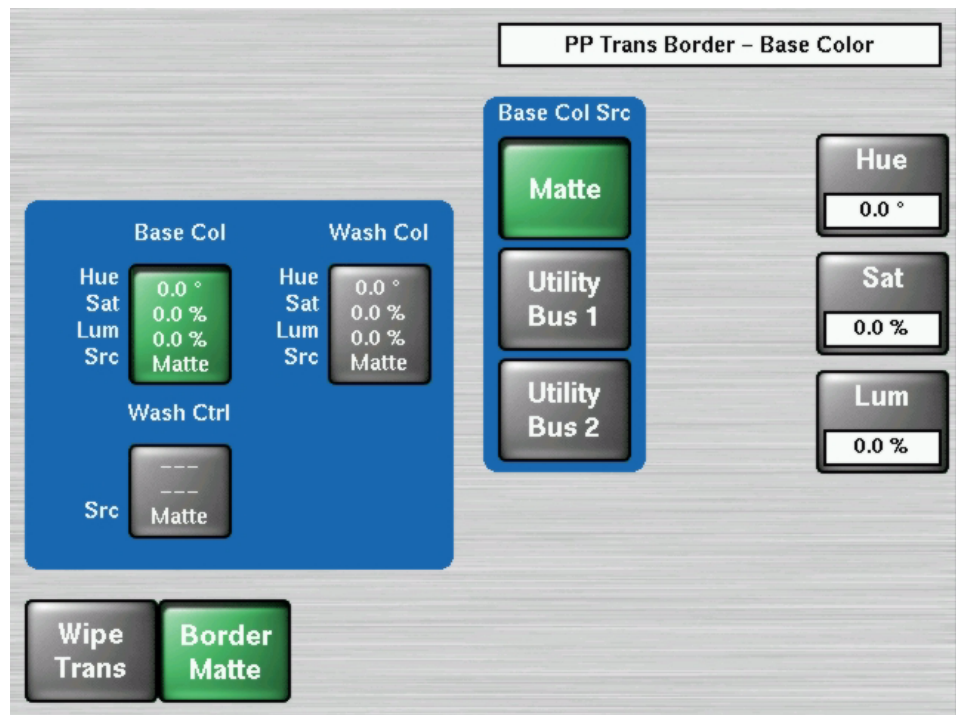 PP Trans Border – Base Color
Base Col Src
Matte
Utility
Bus 1
Utility
Bus 2
Hue
0.0 °
Sat
0.0 %
Lum
0.0 %
Base Col
Wash Col
Hue
Sat
Lum
Src
0.0 °
0.0 %
0.0 %
Matte
Hue
Sat
Lum
Src
0.0 °
0.0 %
0.0 %
Matte
Wash Ctrl
Src
---
---
Matte
Wipe
Trans
Border
Matte